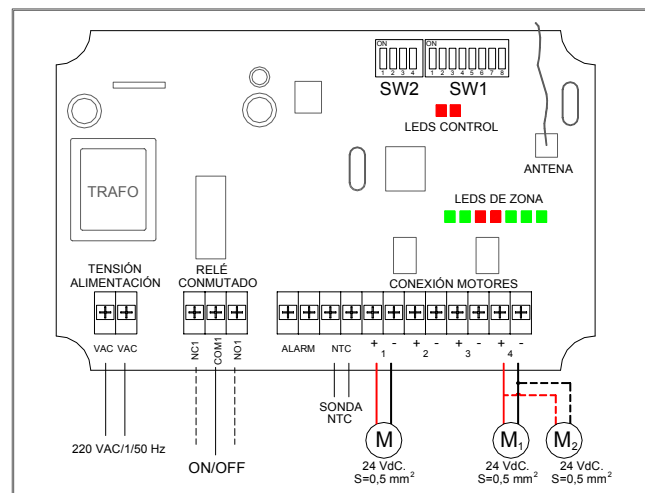 ON
ON
1 2 3 4
1 2 3 4 5 6 7 8
SW2
SW1
LEDS CONTROL
ANTENA
TRAFO
LEDS DE ZONA
TENSIÓN
ALIMENTACIÓN
RELÉ
CONMUTADO
CONEXIÓN MOTORES
VAC VAC
NC1
COM1
NO1
ALARM
NTC
+ - + - + - + -
1 2 3 4
SONDA
NTC
220 VAC/1/50 Hz
ON/OFF
M
M1
M2
24 VdC.
S=0,5 mm²
24 VdC.
S=0,5 mm²
24 VdC.
S=0,5 mm²